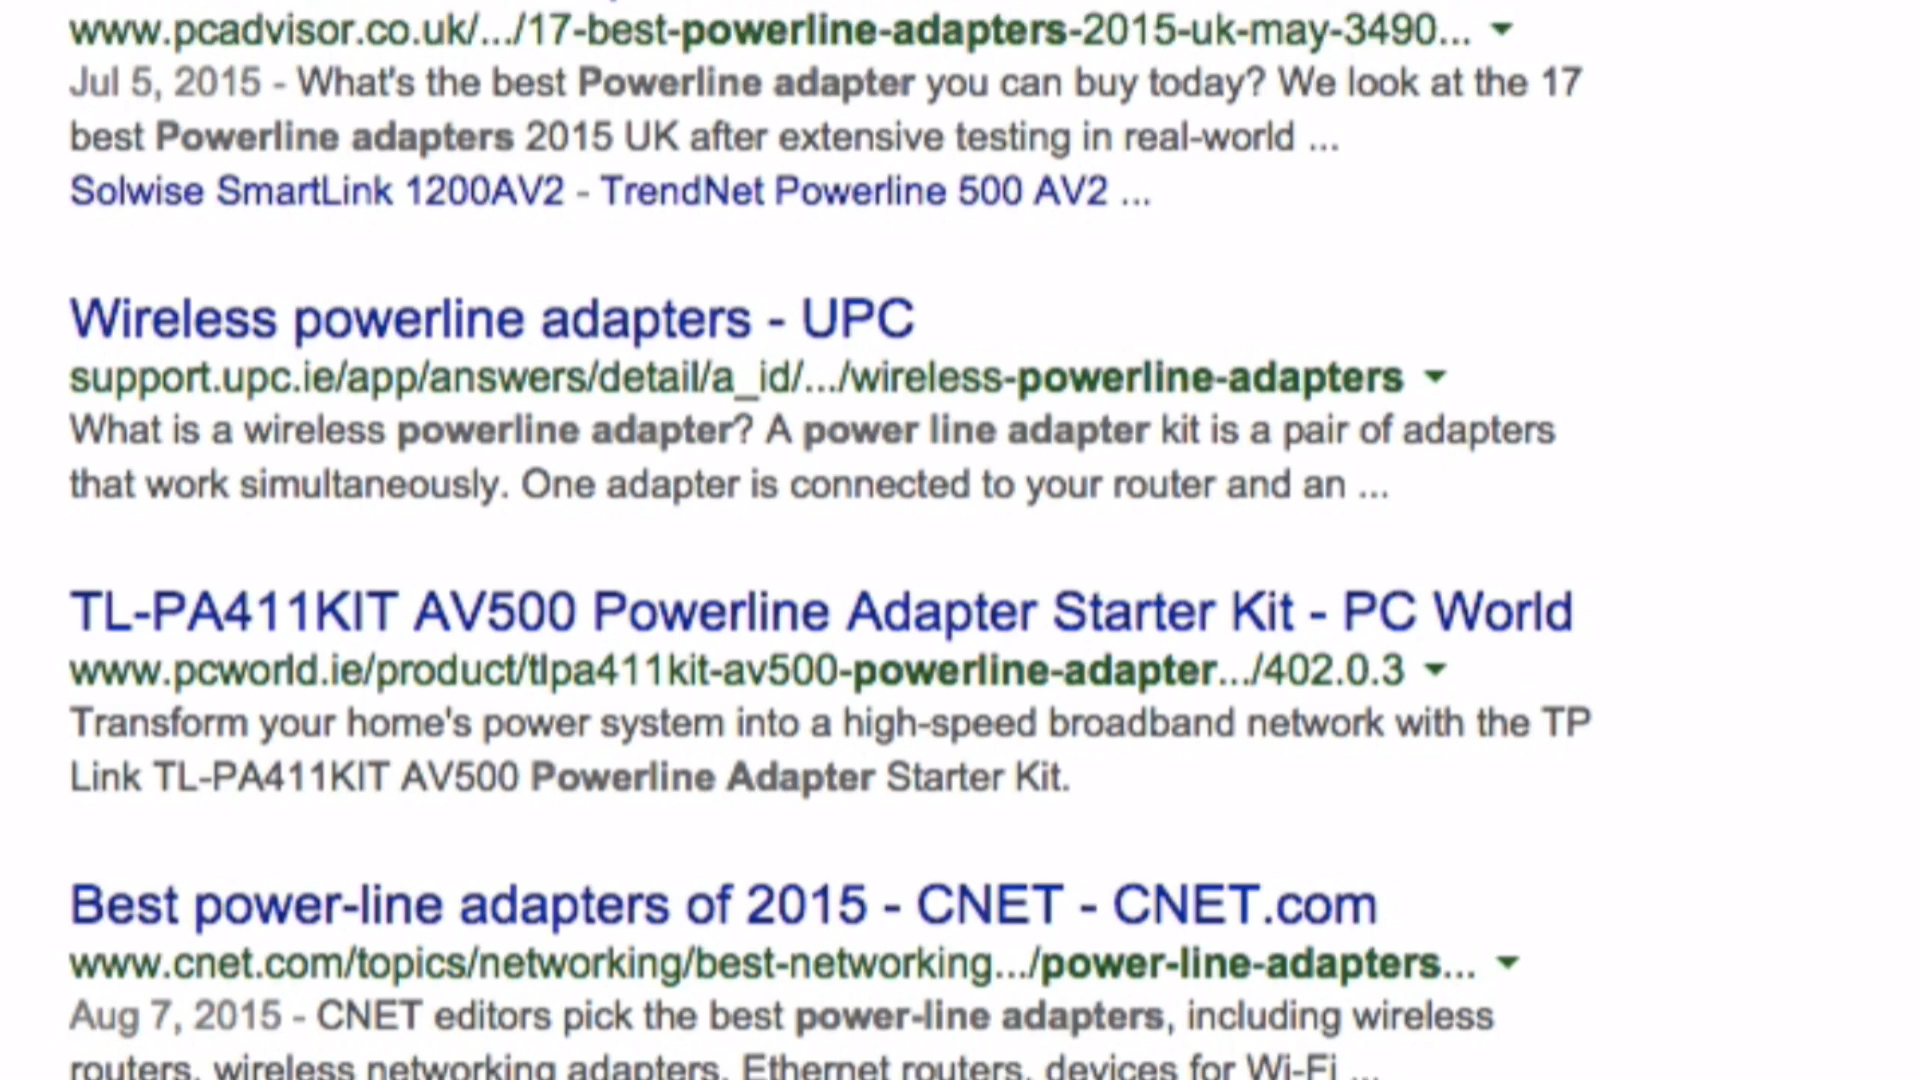 www.pcadvisor.co.uk/.../17-best-powerline-adapters-2015-uk-may-3490...
Jul 5, 2015 - What's the best Powerline adapter you can buy today? We look at the 17
best Powerline adapters 2015 UK after extensive testing in real-world ...
Solwise SmartLink 1200AV2 - TrendNet Powerline 500 AV2 ...
Wireless powerline adapters - UPC
support.upc.ie/app/answers/detail/a_id/.../wireless-powerline-adapters
What is a wireless powerline adapter? A power line adapter kit is a pair of adapters
that work simultaneously. One adapter is connected to your router and an ...
TL-PA411KIT AV500 Powerline Adapter Starter Kit - PC World
www.pcworld.ie/product/tlpa411kit-av500-powerline-adapter.../402.0.3
Transform your home's power system into a high-speed broadband network with the TP
Link TL-PA411KIT AV500 Powerline Adapter Starter Kit.
Best power-line adapters of 2015 - CNET - CNET.com
www.cnet.com/topics/networking/best-networking.../power-line-adapters...
Aug 7, 2015 - CNET editors pick the best power-line adapters, including wireless
routers, wireless networking adapters, Ethernet routers, devices for Wi-Fi ...